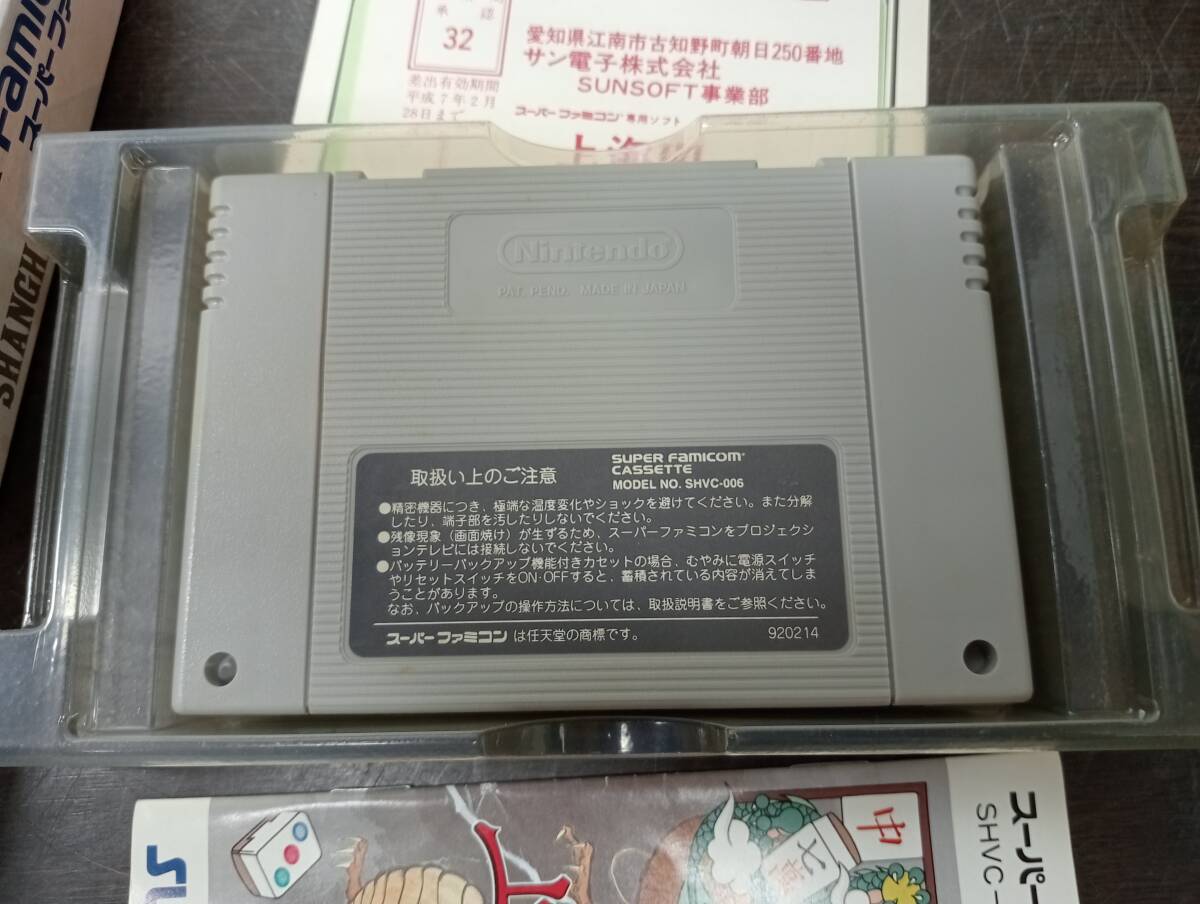 Famic
スーパーファ
SHANGH
承認
32
差出有効期間
平成7年2月
28日まで
愛知県江南市古知野町朝日250番地
サン電子株式会社
SUNSOFT事業部
スーパーファミコン専用ソフト
上海
Nintendo
PAT. PEND. MADE IN JAPAN
取扱い上のご注意
SUPER FAMICOM
CASSETTE
MODEL NO. SHVC-006
●精密機器につき、極端な温度変化やショックを避けてください。また分解
したり、端子部を汚したりしないでください。
●残像現象(画面焼け)が生ずるため、スーパーファミコンをプロジェクシ
ョンテレビには接続しないでください。
●バッテリーバックアップ機能付きカセットの場合、むやみに電源スイッチ
やリセットスイッチをON・OFFすると、蓄積されている内容が消えてしま
うことがあります。
なお、バックアップの操作方法については、取扱説明書をご参照ください。
スーパーファミコンは任天堂の商標です。
920214
SU
中
七萬
スーパー
SHVC-